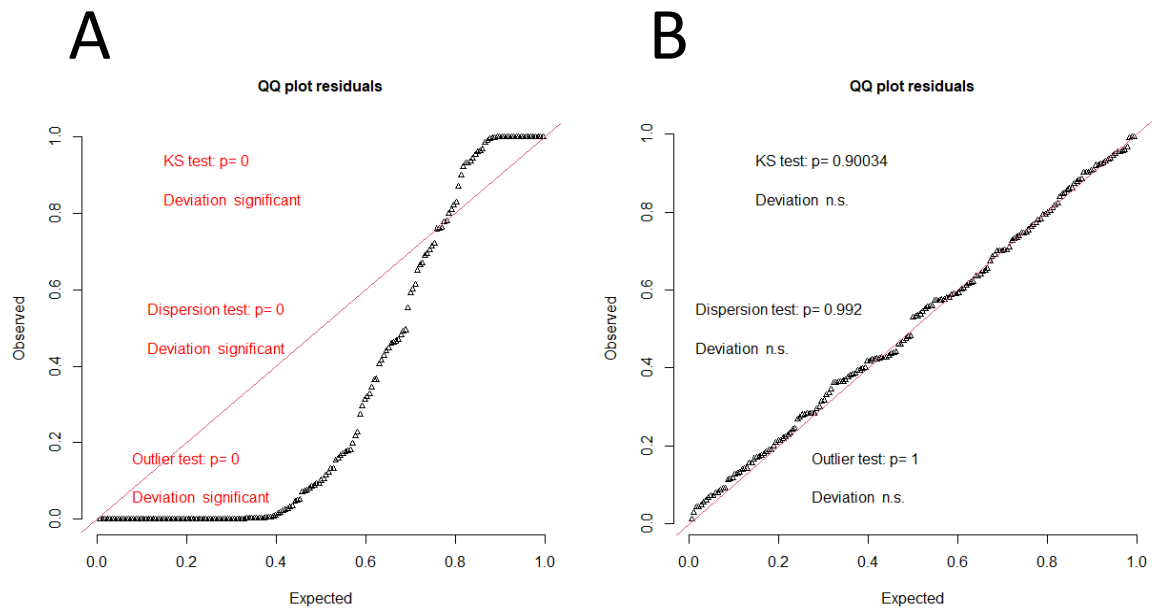 A
QQ plot residuals
KS test: p= 0
Deviation significant
Dispersion test: p= 0
Deviation significant
Outlier test: p= 0
Deviation significant
Observed
0.0 0.2 0.4 0.6 0.8 1.0
0.0 0.2 0.4 0.6 0.8 1.0
Expected
B
QQ plot residuals
KS test: p= 0.90034
Deviation n.s.
Dispersion test: p= 0.992
Deviation n.s.
Outlier test: p= 1
Deviation n.s.
Observed
0.0 0.2 0.4 0.6 0.8 1.0
0.0 0.2 0.4 0.6 0.8 1.0
Expected